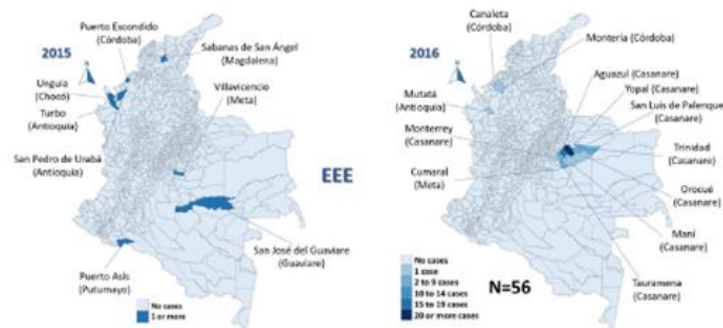 2015
Puerto Escondido
(Córdoba)
Sabanas de San Ángel
(Magdalena)
Unguía
(Chocó)
Villavicencio
(Meta)
Turbo
(Antioquia)
San Pedro de Urabá
(Antioquia)
EEE
San José del Guaviare
(Guaviare)
Puerto Asís
(Putumayo)
No cases
1 or more
2016
Canaleta
(Córdoba)
Montería (Córdoba)
Aguazul (Casanare)
Yopal (Casanare)
San Luis de Palenque
(Casanare)
Mutatá
(Antioquia)
Monterrey
(Casanare)
Trinidad
(Casanare)
Cumaral
(Meta)
Orocué
(Casanare)
Maní
(Casanare)
Tauramena
(Casanare)
No cases
1 case
2 to 9 cases
10 to 14 cases
15 to 19 cases
20 or more cases
N=56